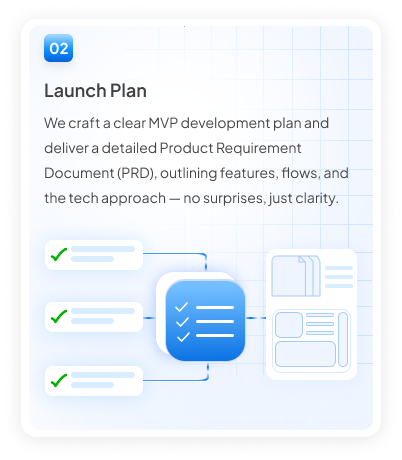 02
Launch Plan
We craft a clear MVP development plan and
deliver a detailed Product Requirement
Document (PRD), outlining features, flows, and
the tech approach — no surprises, just clarity.